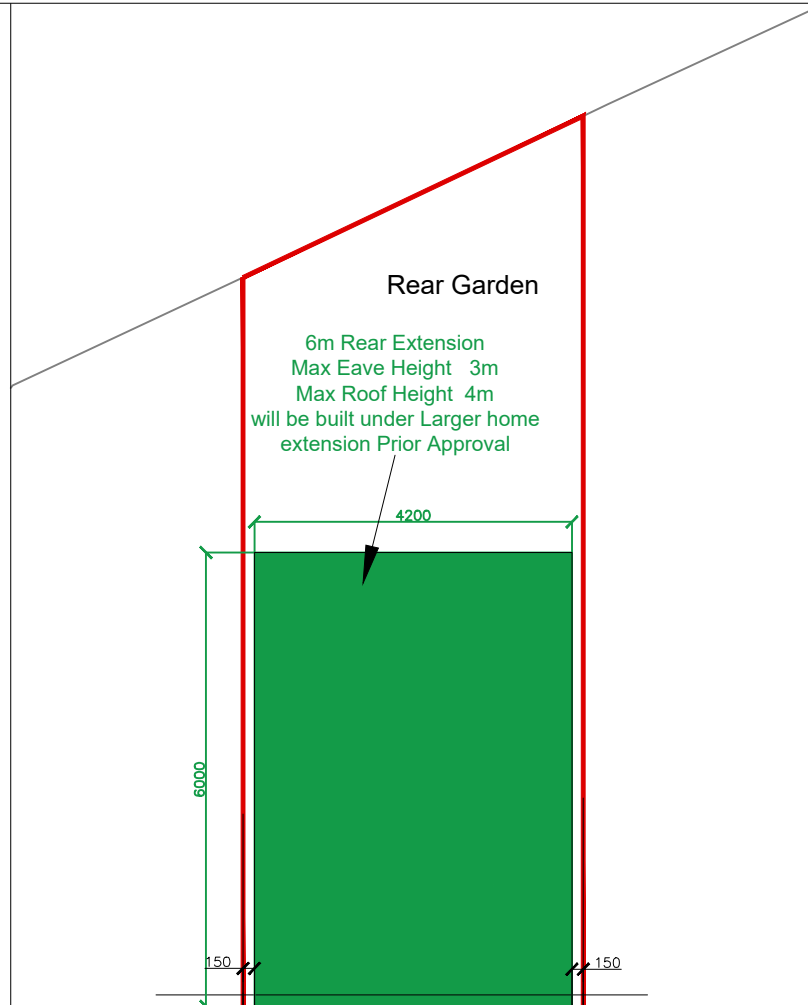 Rear Garden
6m Rear Extension
Max Eave Height 3m
Max Roof Height 4m
will be built under Larger home
extension Prior Approval
4200
6000
150
150